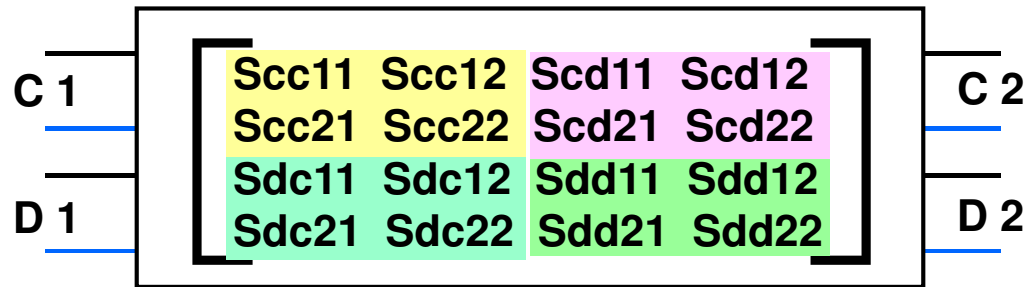 C 1
Scc11 Scc12 Scd11 Scd12
Scc21 Scc22 Scd21 Scd22
C 2
D 1
Sdc11 Sdc12 Sdd11 Sdd12
Sdc21 Sdc22 Sdd21 Sdd22
D 2